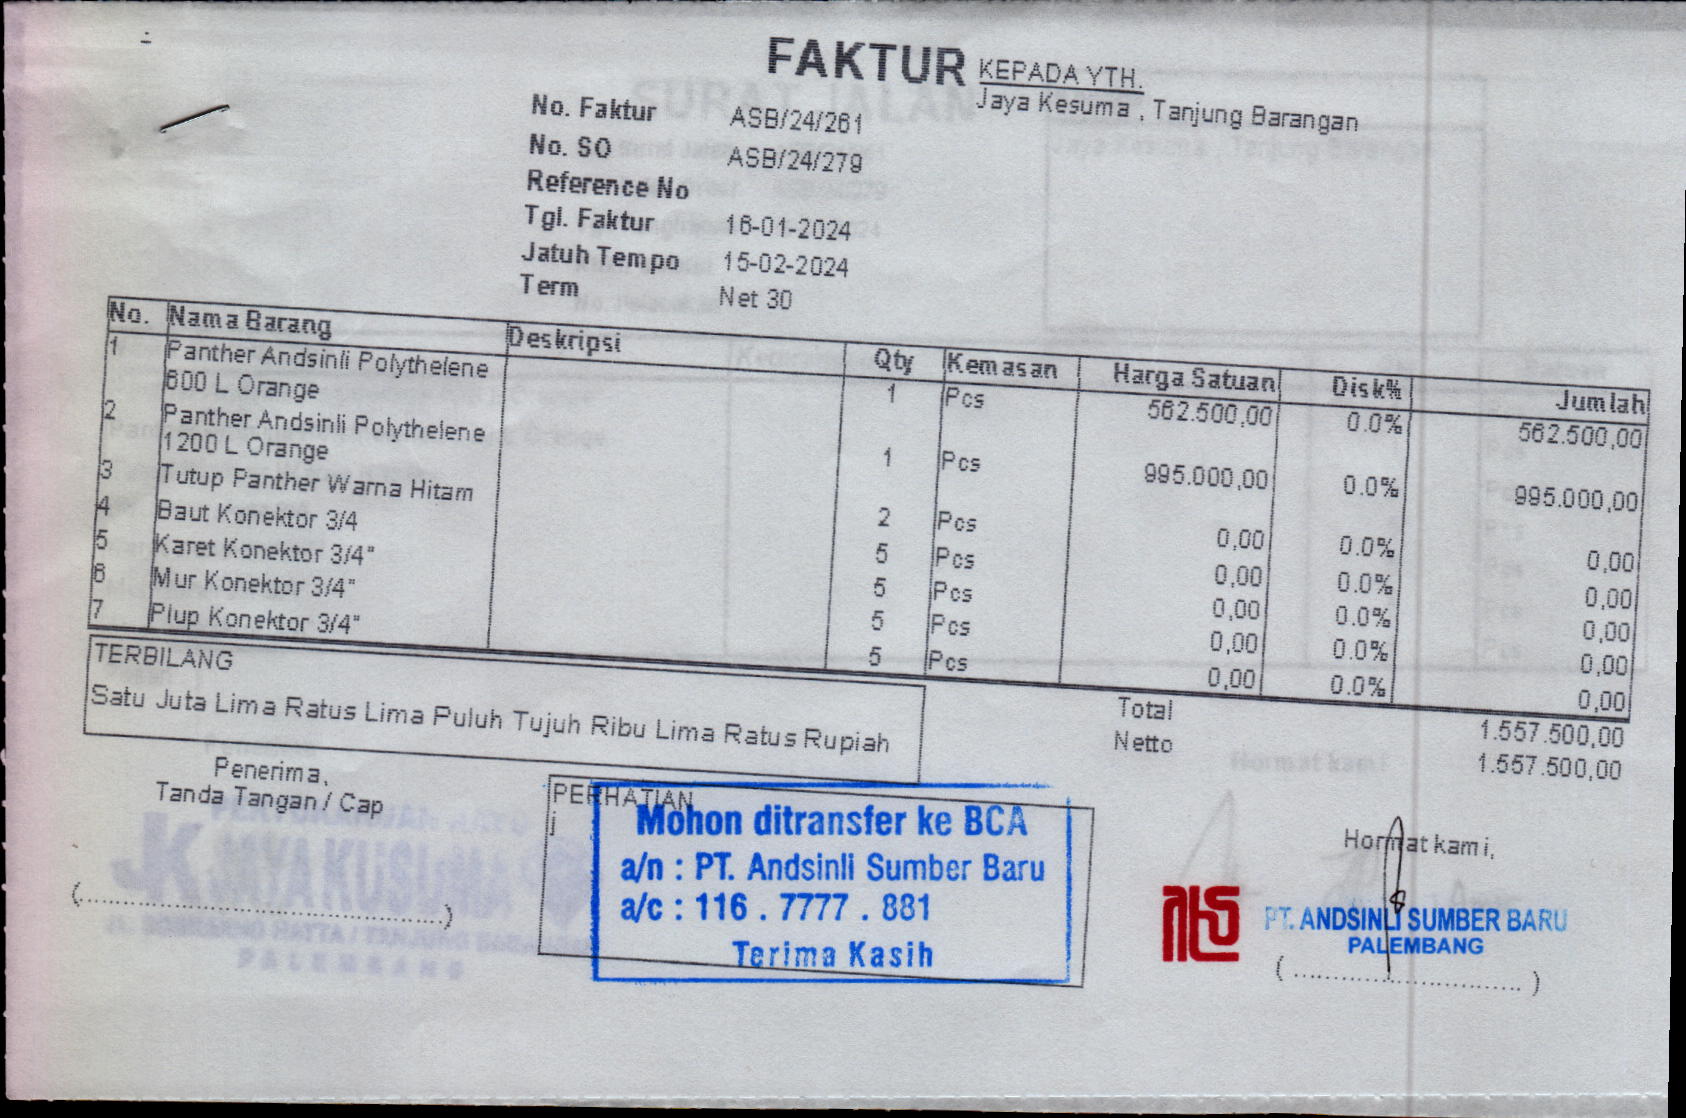 FAKTUR
KEPADA YTH.
Jaya Kesuma , Tanjung Barangan
No. Faktur ASB/24/261
No. SO ASB/24/279
Reference No
Tgl. Faktur 16-01-2024
Jatuh Tempo 15-02-2024
Term Net 30
No. Nama Barang Deskripsi Qty Kemasan Harga Satuan Disk% Jumlah
1 Panther Andsinli Polythelene 1 Pcs 562.500,00 0.0% 562.500,00
600 L Orange
2 Panther Andsinli Polythelene 1 Pcs 995.000,00 0.0% 995.000,00
1200 L Orange
3 Tutup Panther Warna Hitam 2 Pcs 0,00 0.0% 0,00
4 Baut Konektor 3/4 5 Pcs 0,00 0.0% 0,00
5 Karet Konektor 3/4" 5 Pcs 0,00 0.0% 0,00
6 Mur Konektor 3/4" 5 Pcs 0,00 0.0% 0,00
7 Plup Konektor 3/4" 5 Pcs 0,00 0.0% 0,00
TERBILANG
Satu Juta Lima Ratus Lima Puluh Tujuh Ribu Lima Ratus Rupiah
Total 1.557.500,00
Netto 1.557.500,00
Penerima,
Tanda Tangan / Cap
(..........................................)
PERHATIAN
j
Mohon ditransfer ke BCA
a/n : PT. Andsinli Sumber Baru
a/c : 116 . 7777 . 881
Terima Kasih
Hormat kami,
PT. ANDSINLI SUMBER BARU
PALEMBANG
( .............................. )
SURAT JALAN
PALEMBANG